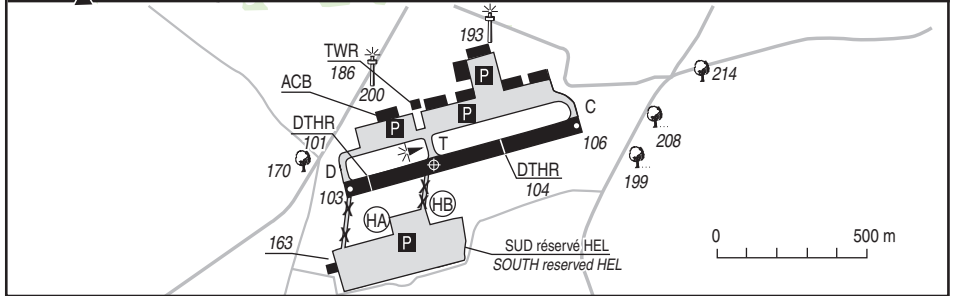 193
TWR
186
200
214
ACB
P
P
P
C
DTHR
101
106
208
T
170
D
DTHR
104
199
103
HA
HB
P
163
SUD réservé HEL
SOUTH reserved HEL
0 500 m